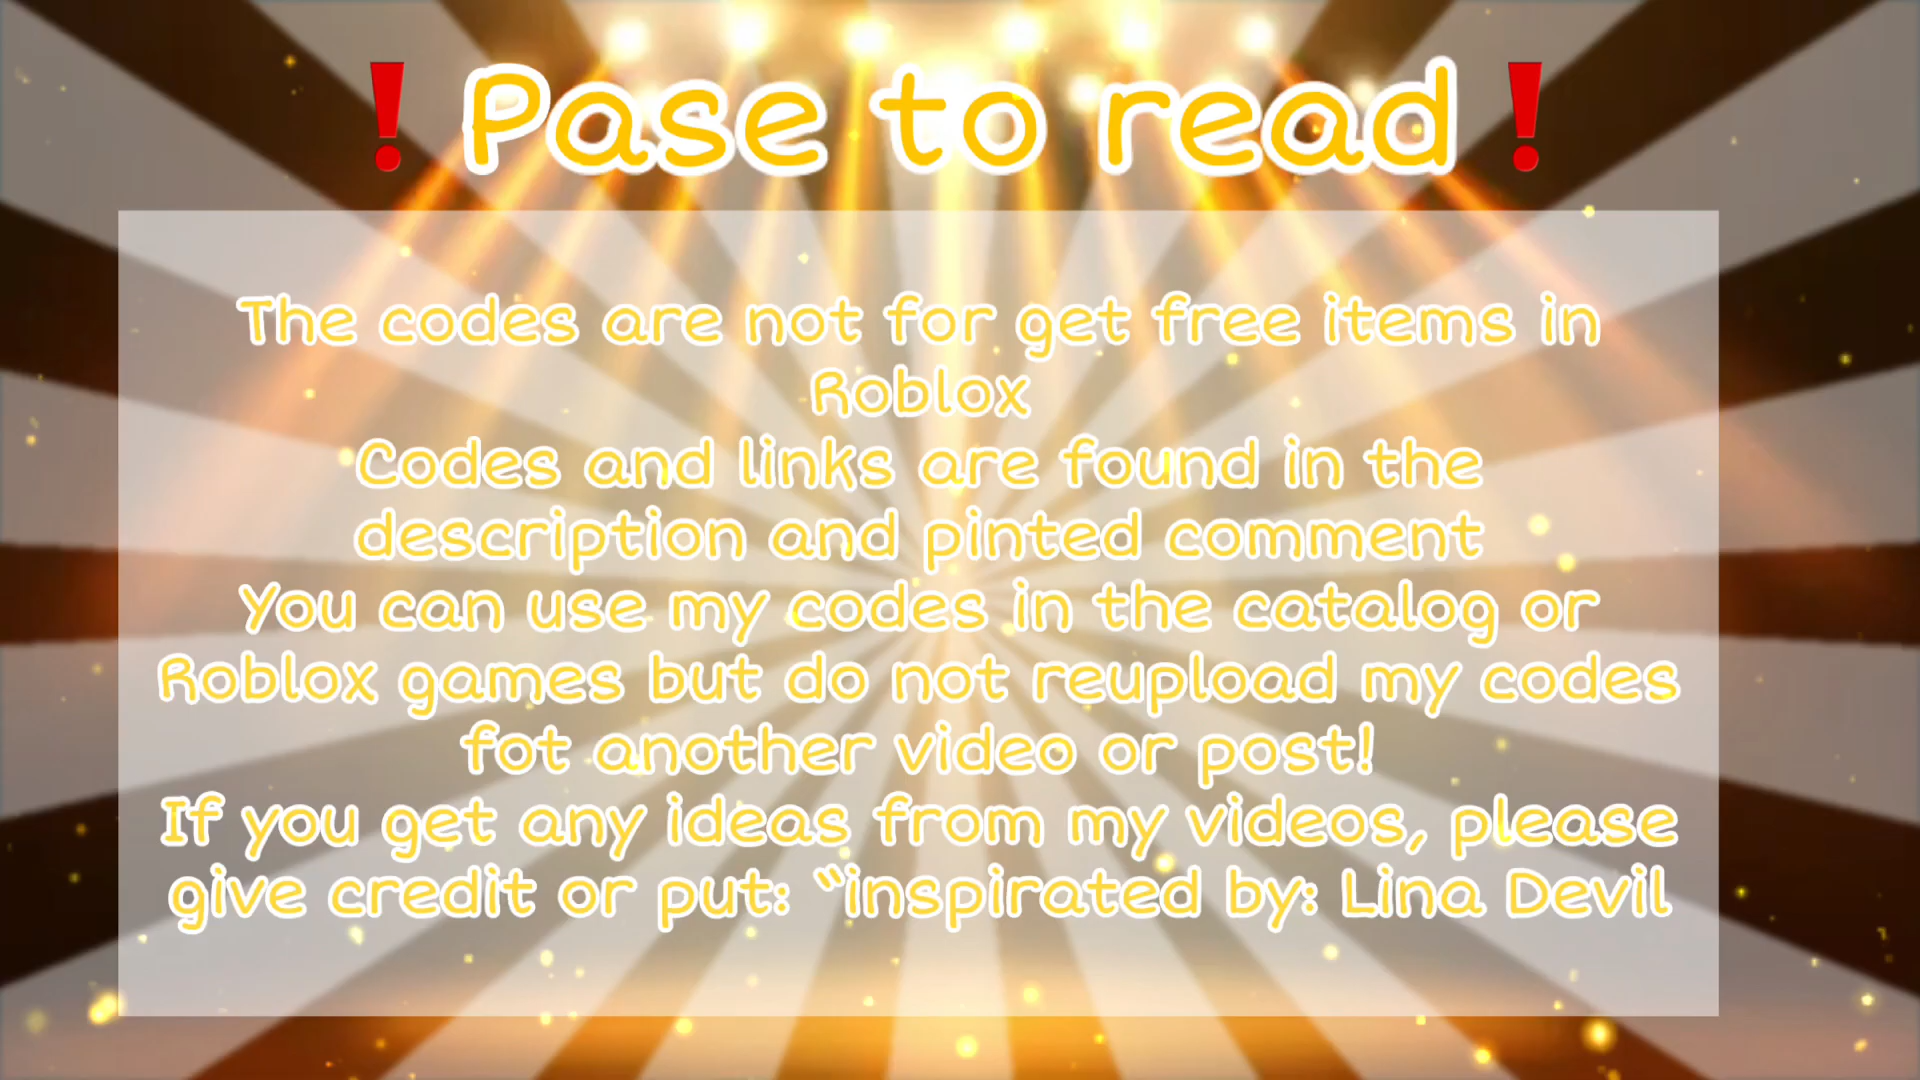 ❗Pase to read❗
The codes are not for get free items in
Roblox
Codes and links are found in the
description and pinted comment
You can use my codes in the catalog or
Roblox games but do not reupload my codes
fot another video or post!
If you get any ideas from my videos, please
give credit or put: “inspirated by: Lina Devil